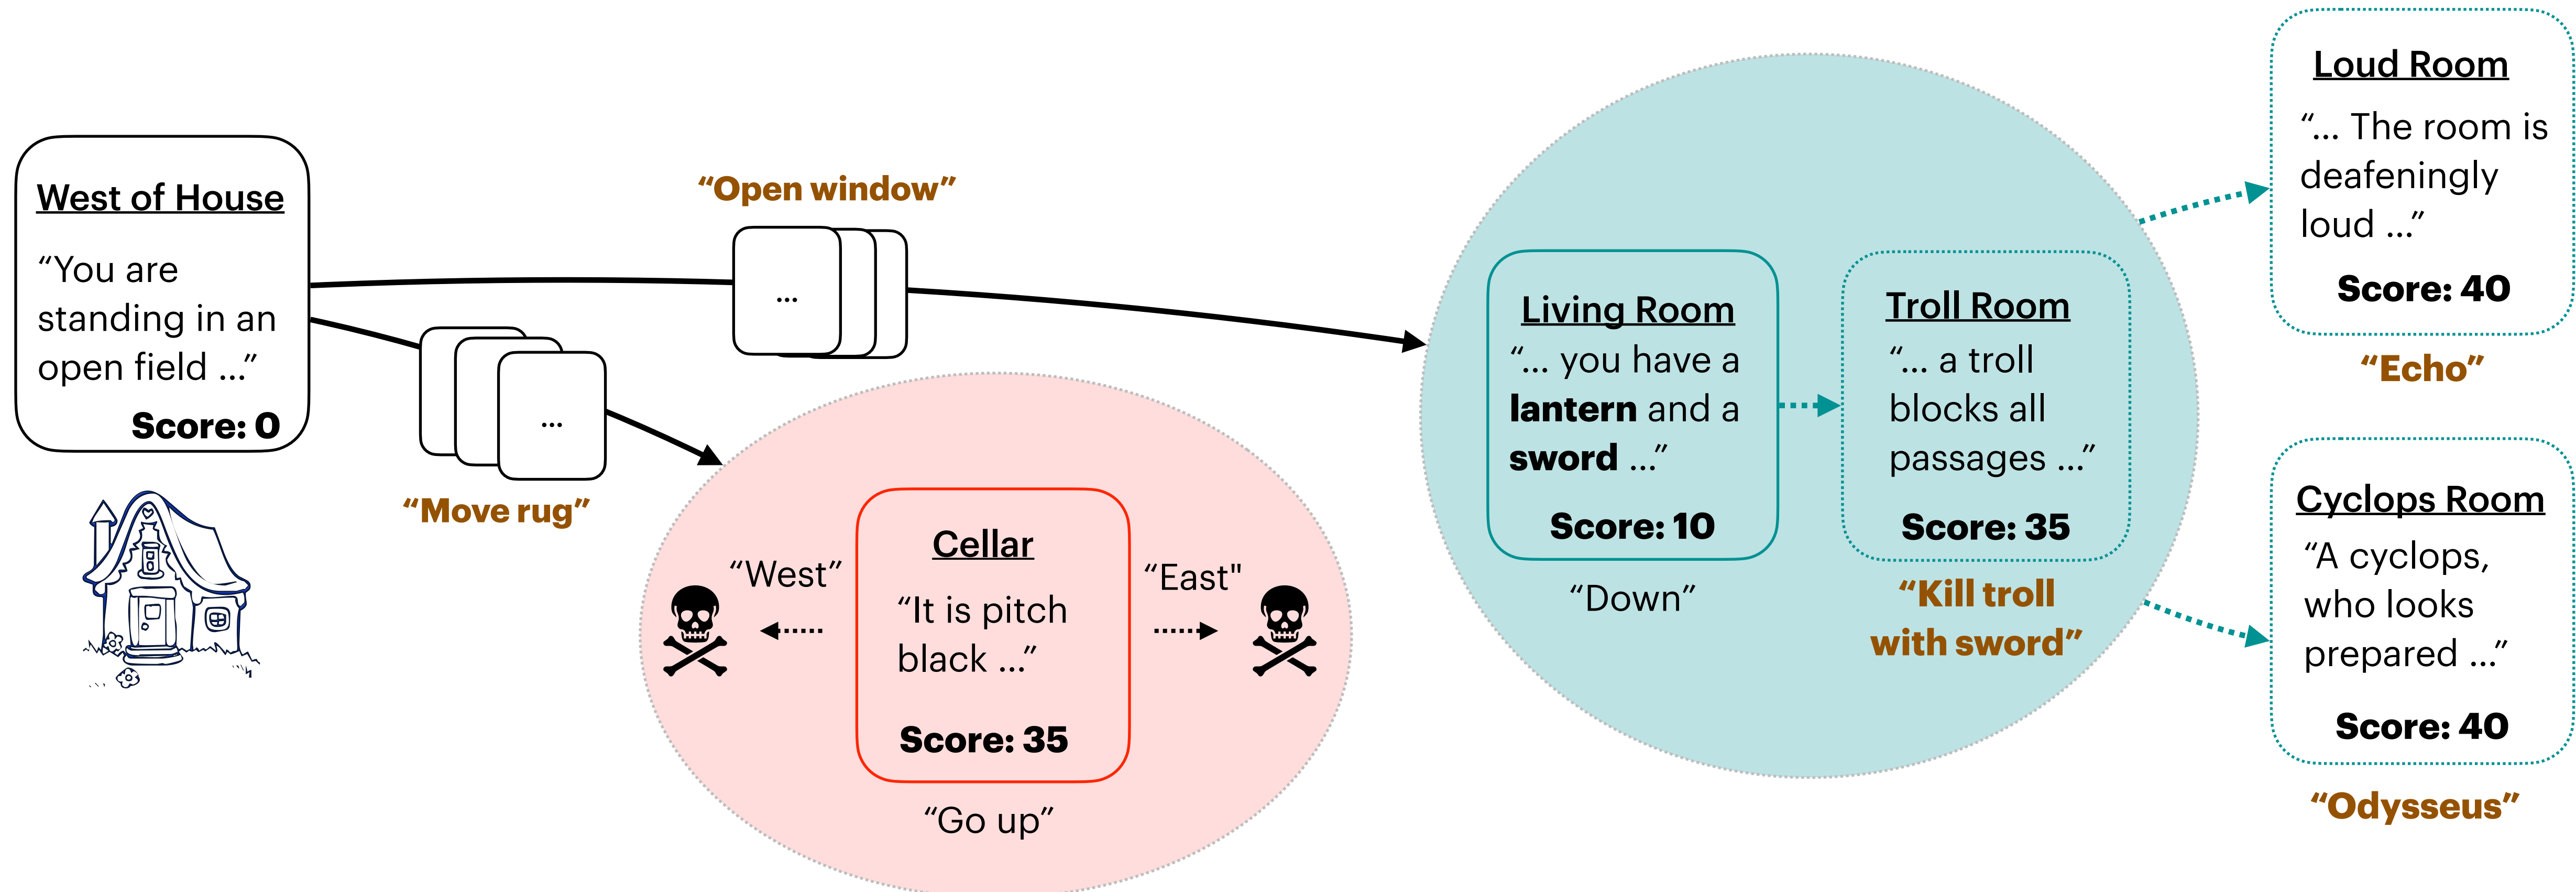 West of House
“You are
standing in an
open field ...”
Score: 0
“Open window”
...
“Move rug”
...
Cellar
“It is pitch
black ...”
Score: 35
“Go up”
“West”
“East"
Living Room
“... you have a
lantern and a
sword ...”
Score: 10
“Down”
Troll Room
“... a troll
blocks all
passages ...”
Score: 35
“Kill troll
with sword”
Loud Room
“... The room is
deafeningly
loud ...”
Score: 40
“Echo”
Cyclops Room
“A cyclops,
who looks
prepared ...”
Score: 40
“Odysseus”